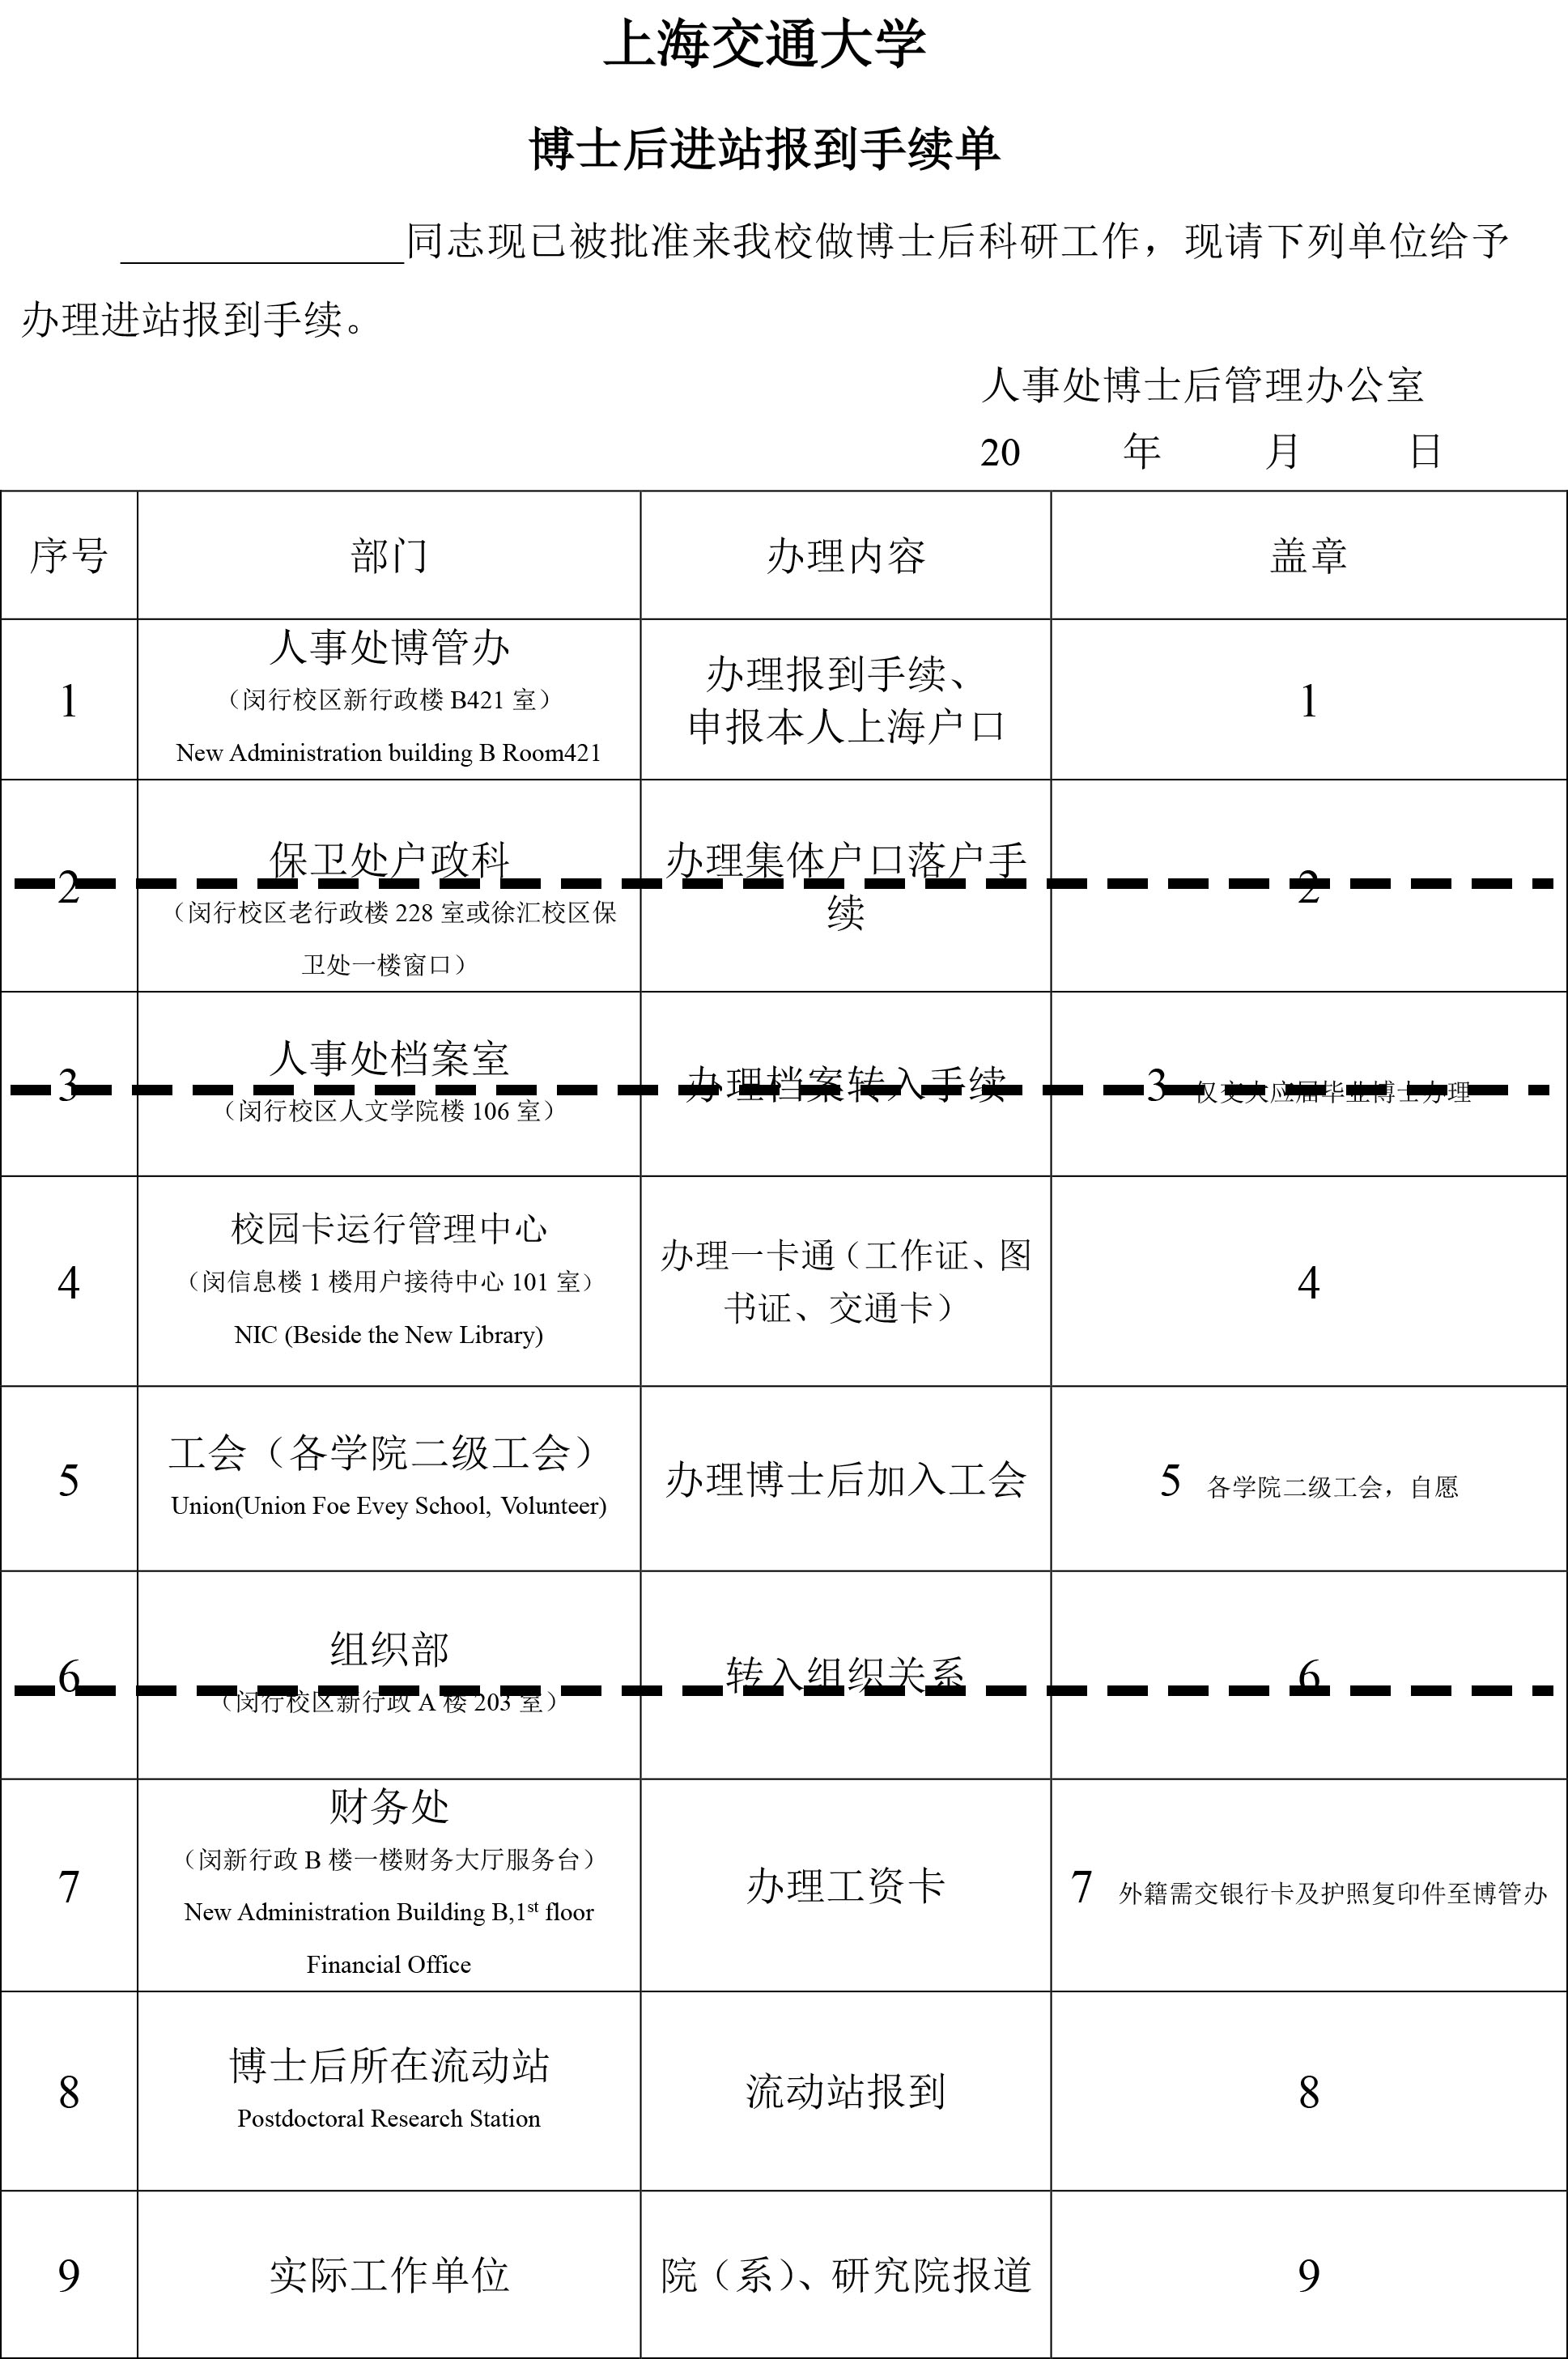 上海交通大学
博士后进站报到手续单
同志现已被批准来我校做博士后科研工作，现请下列单位给予
办理进站报到手续。
人事处博士后管理办公室
20 年 月 日
序号 部门 办理内容 盖章
1
人事处博管办
（闵行校区新行政楼 B421 室）
New Administration building B Room421
办理报到手续、
申报本人上海户口
1
2
保卫处户政科
（闵行校区老行政楼 228 室或徐汇校区保
卫处一楼窗口）
办理集体户口落户手
续
2
3
人事处档案室
（闵行校区人文学院楼 106 室）
办理档案转入手续
3 仅交大应届毕业博士办理
4
校园卡运行管理中心
（闵信息楼 1 楼用户接待中心 101 室）
NIC (Beside the New Library)
办理一卡通（工作证、图
书证、交通卡）
4
5
工会（各学院二级工会）
Union(Union Foe Evey School, Volunteer)
办理博士后加入工会
5 各学院二级工会，自愿
6
组织部
（闵行校区新行政 A 楼 203 室）
转入组织关系
6
7
财务处
（闵新行政 B 楼一楼财务大厅服务台）
New Administration Building B,1st floor
Financial Office
办理工资卡
7 外籍需交银行卡及护照复印件至博管办
8
博士后所在流动站
Postdoctoral Research Station
流动站报到
8
9
实际工作单位
院（系）、研究院报道
9